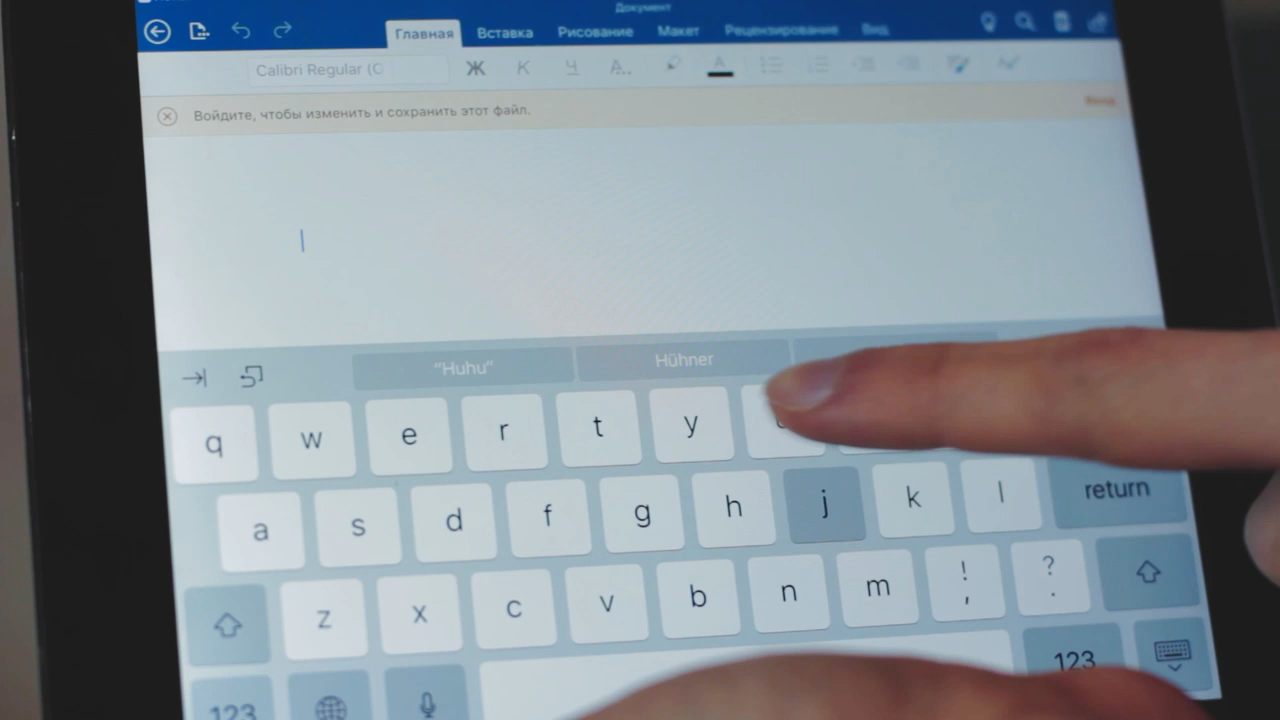 Документ
Главная Вставка Рисование Макет Рецензирование Вид
Calibri Regular (О Ж К Ч А.. А
Войдите, чтобы изменить и сохранить этот файл.
"Huhu" Hühner
q w e r t y
a s d f g h j k l return
z x c v b n m ! , ? .
123 123